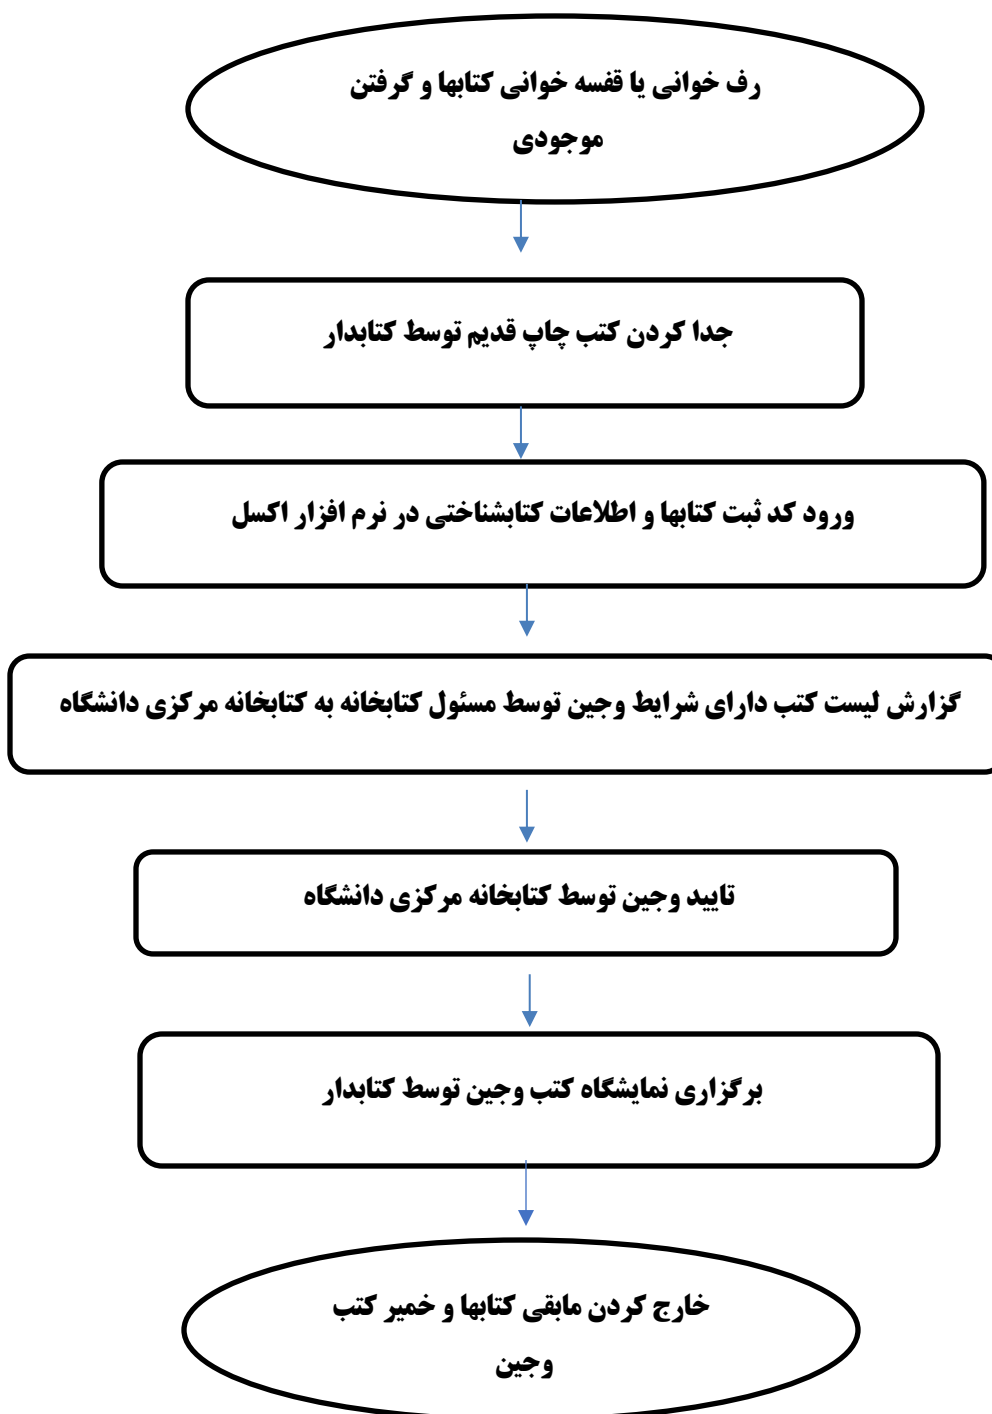 رف خوانی یا قفسه خوانی کتابها و گرفتن
موجودی
جدا کردن کتب چاپ قدیم توسط کتابدار
ورود کد ثبت کتابها و اطلاعات کتابشناختی در نرم افزار اکسل
گزارش لیست کتب دارای شرایط وجین توسط مسئول کتابخانه به کتابخانه مرکزی دانشگاه
تایید وجین توسط کتابخانه مرکزی دانشگاه
برگزاری نمایشگاه کتب وجین توسط کتابدار
خارج کردن مابقی کتابها و خمیر کتب
وجین